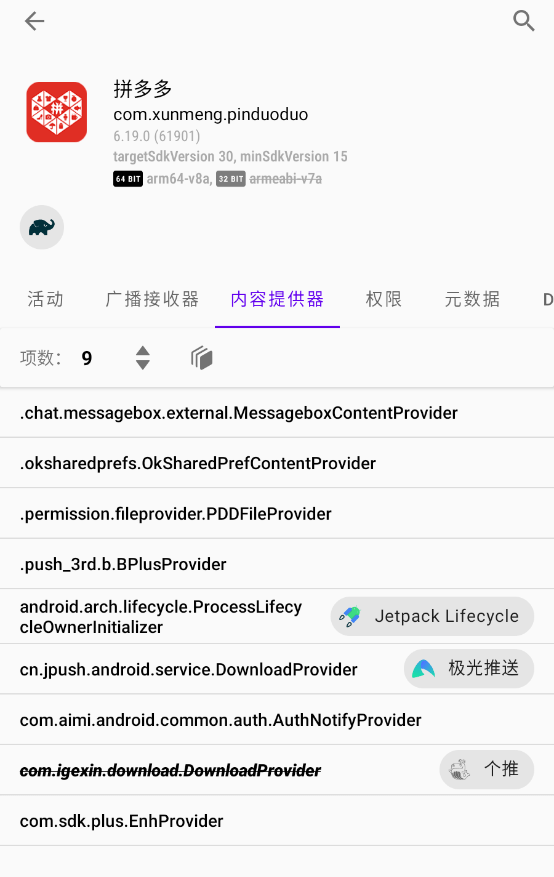 拼多多
com.xunmeng.pinduoduo
6.19.0 (61901)
targetSdkVersion 30, minSdkVersion 15
64 BIT arm64-v8a, 32 BIT armeabi-v7a
活动 广播接收器 内容提供器 权限 元数据 D
项数： 9
.chat.messagebox.external.MessageboxContentProvider
.oksharedprefs.OkSharedPrefContentProvider
.permission.fileprovider.PDDFileProvider
.push_3rd.b.BPlusProvider
android.arch.lifecycle.ProcessLifecy
cleOwnerInitializer
Jetpack Lifecycle
cn.jpush.android.service.DownloadProvider 极光推送
com.aimi.android.common.auth.AuthNotifyProvider
com.igexin.download.DownloadProvider 个推
com.sdk.plus.EnhProvider